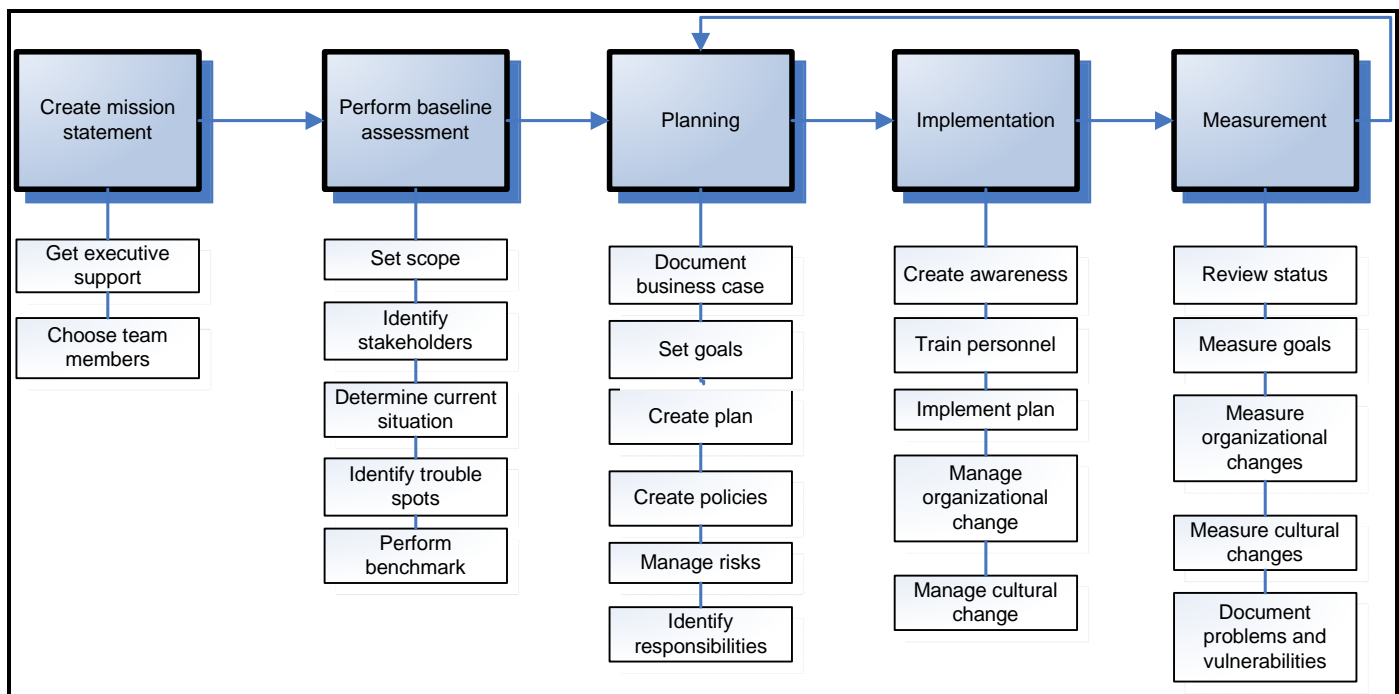 Create mission
statement
Perform baseline
assessment
Planning
Implementation
Measurement
Get executive
support
Choose team
members
Set scope
Identify
stakeholders
Determine current
situation
Identify trouble
spots
Perform
benchmark
Document
business case
Set goals
Create plan
Create policies
Manage risks
Identify
responsibilities
Create awareness
Train personnel
Implement plan
Manage
organizational
change
Manage cultural
change
Review status
Measure goals
Measure
organizational
changes
Measure cultural
changes
Document
problems and
vulnerabilities